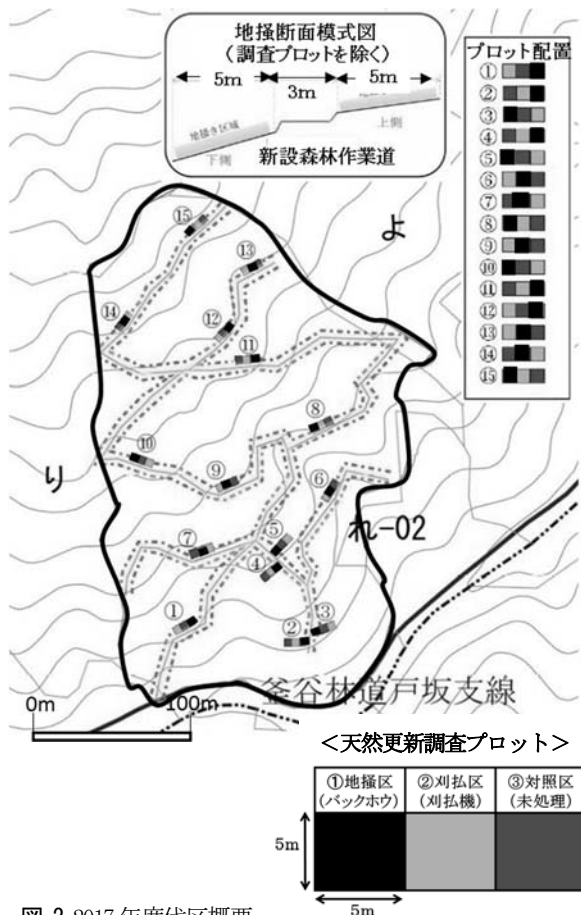 地掻断面模式図
(調査プロットを除く)
5m
3m
5m
地掻き区域
上側
下側
新設森林作業道
プロット配置
①
②
③
④
⑤
⑥
⑦
⑧
⑨
⑩
⑪
⑫
⑬
⑭
⑮
よ
⑮
⑬
⑭
⑫
⑪
⑧
⑩
り
⑨
⑥
れ-02
⑤
⑦
④
①
②
③
釜谷林道戸坂支線
0m
100m
<天然更新調査プロット>
①地掻区
(バックホウ)
②刈払区
(刈払機)
③対照区
(未処理)
5m
5m
図 2 2017 年度伐区概要